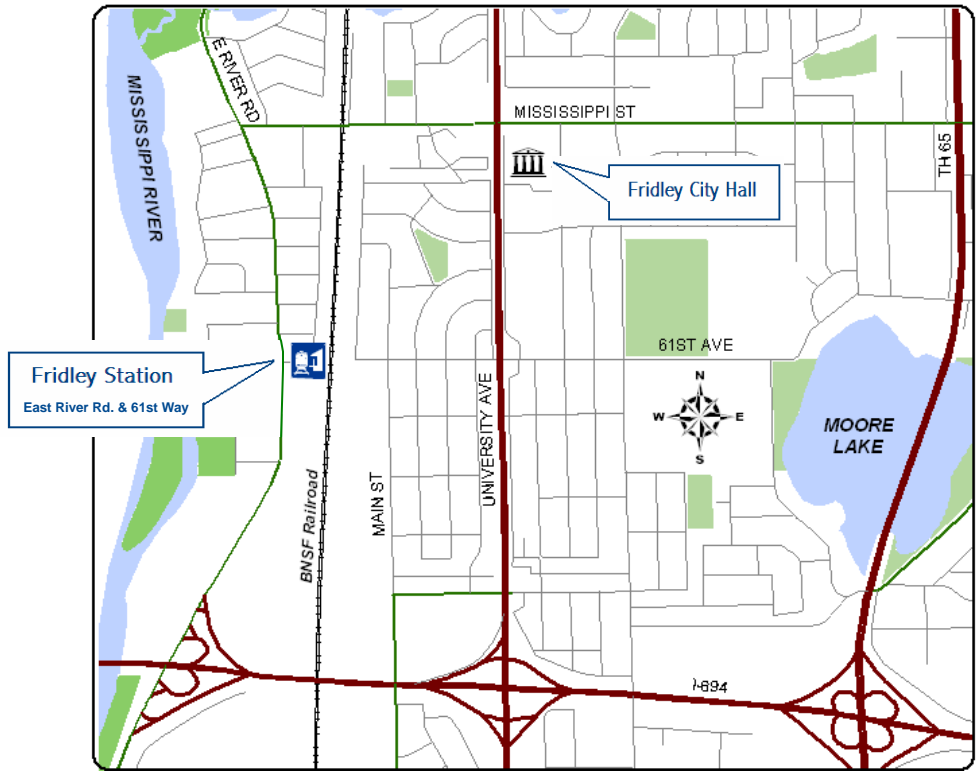 E RIVER RD
MISSISSIPPI RIVER
MISSISSIPPI ST
TH 65
Fridley City Hall
61ST AVE
Fridley Station
East River Rd. & 61st Way
N
W
E
S
UNIVERSITY AVE
MOORE
LAKE
MAIN ST
BNSF Railroad
I-694